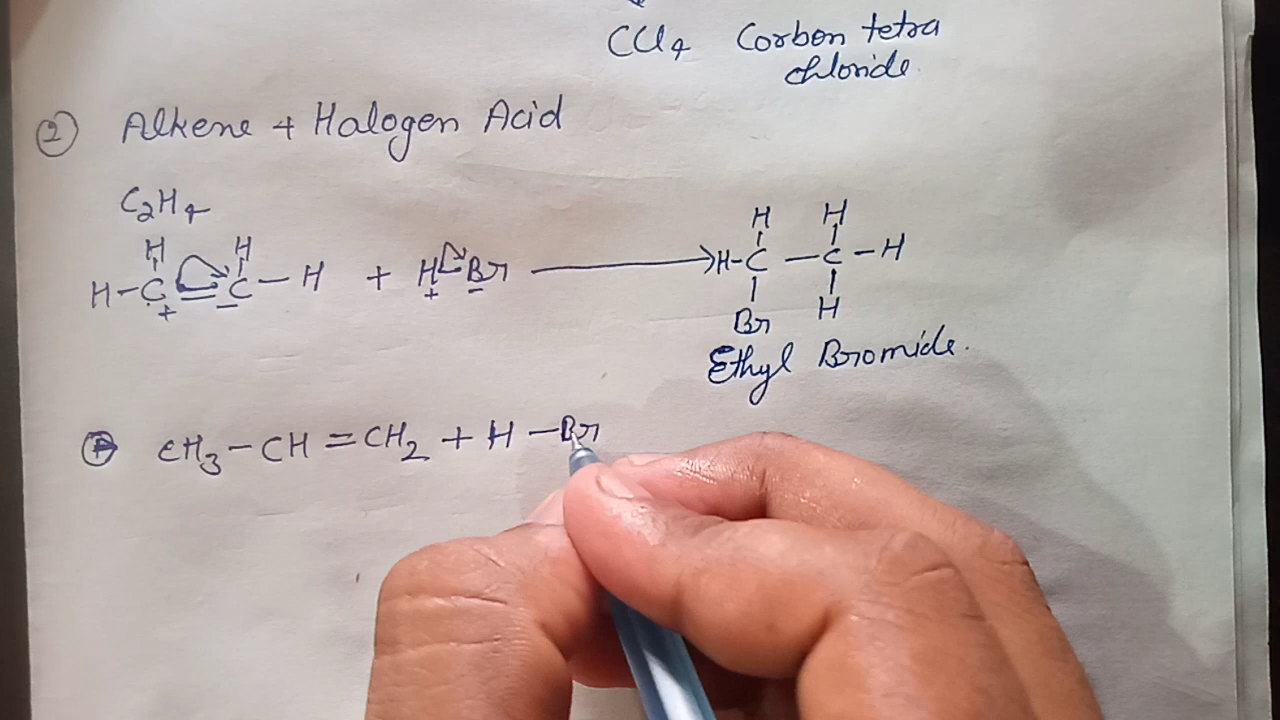 CCl4 Carbon tetra
chloride.
② Alkene + Halogen Acid
C2H4
H H H H
H-C=C-H + H Br → H-C-C-H
+ - + -
Br H
Ethyl Bromide.
CH3-CH=CH2 + H-Br